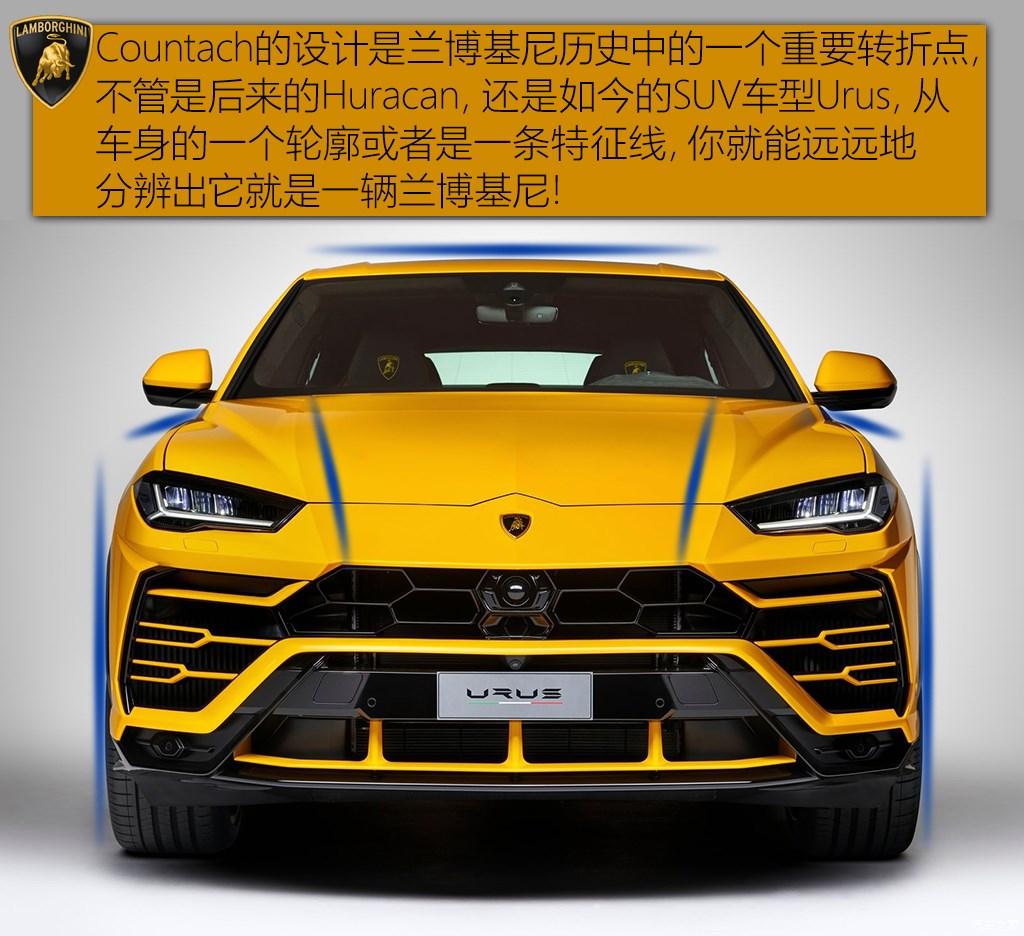 LAMBORGHINI
Countach的设计是兰博基尼历史中的一个重要转折点,
不管是后来的Huracan, 还是如今的SUV车型Urus, 从
车身的一个轮廓或者是一条特征线, 你就能远远地
分辨出它就是一辆兰博基尼!
URUS